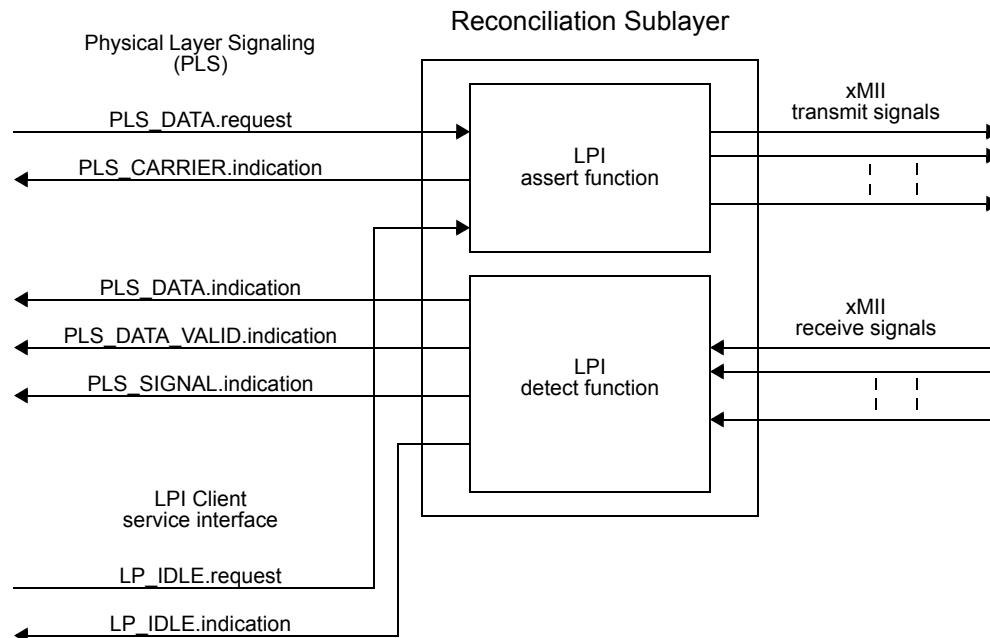 Reconciliation Sublayer
Physical Layer Signaling
(PLS)
PLS_DATA.request
PLS_CARRIER.indication
LPI
assert function
xMII
transmit signals
PLS_DATA.indication
PLS_DATA_VALID.indication
PLS_SIGNAL.indication
LPI
detect function
xMII
receive signals
LPI Client
service interface
LP_IDLE.request
LP_IDLE.indication